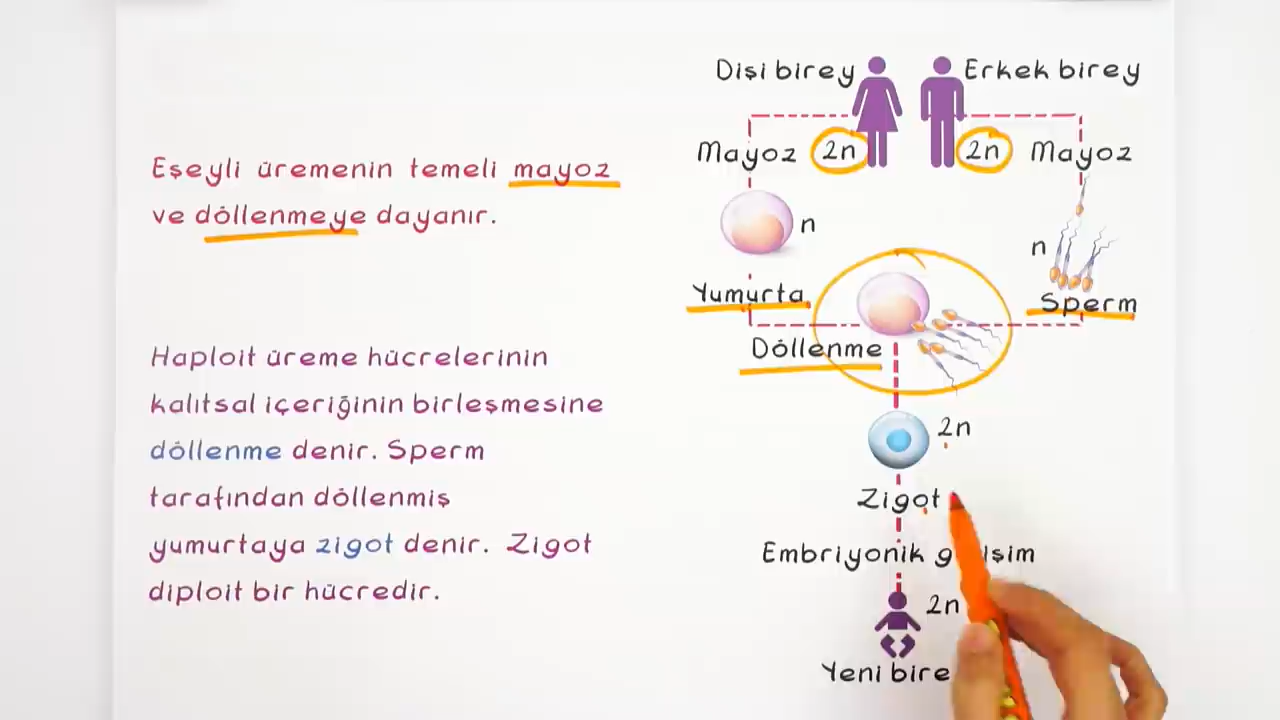 Eşeyli üremenin temeli mayoz
ve döllenmeye dayanır.
Haploit üreme hücrelerinin
kalıtsal içeriğinin birleşmesine
döllenme denir. Sperm
tarafından döllenmiş
yumurtaya zigot denir. Zigot
diploit bir hücredir.
Dişi birey Erkek birey
Mayoz 2n 2n Mayoz
n
n
Yumurta
Sperm
Döllenme
2n
Zigot
Embriyonik
2n
Yeni